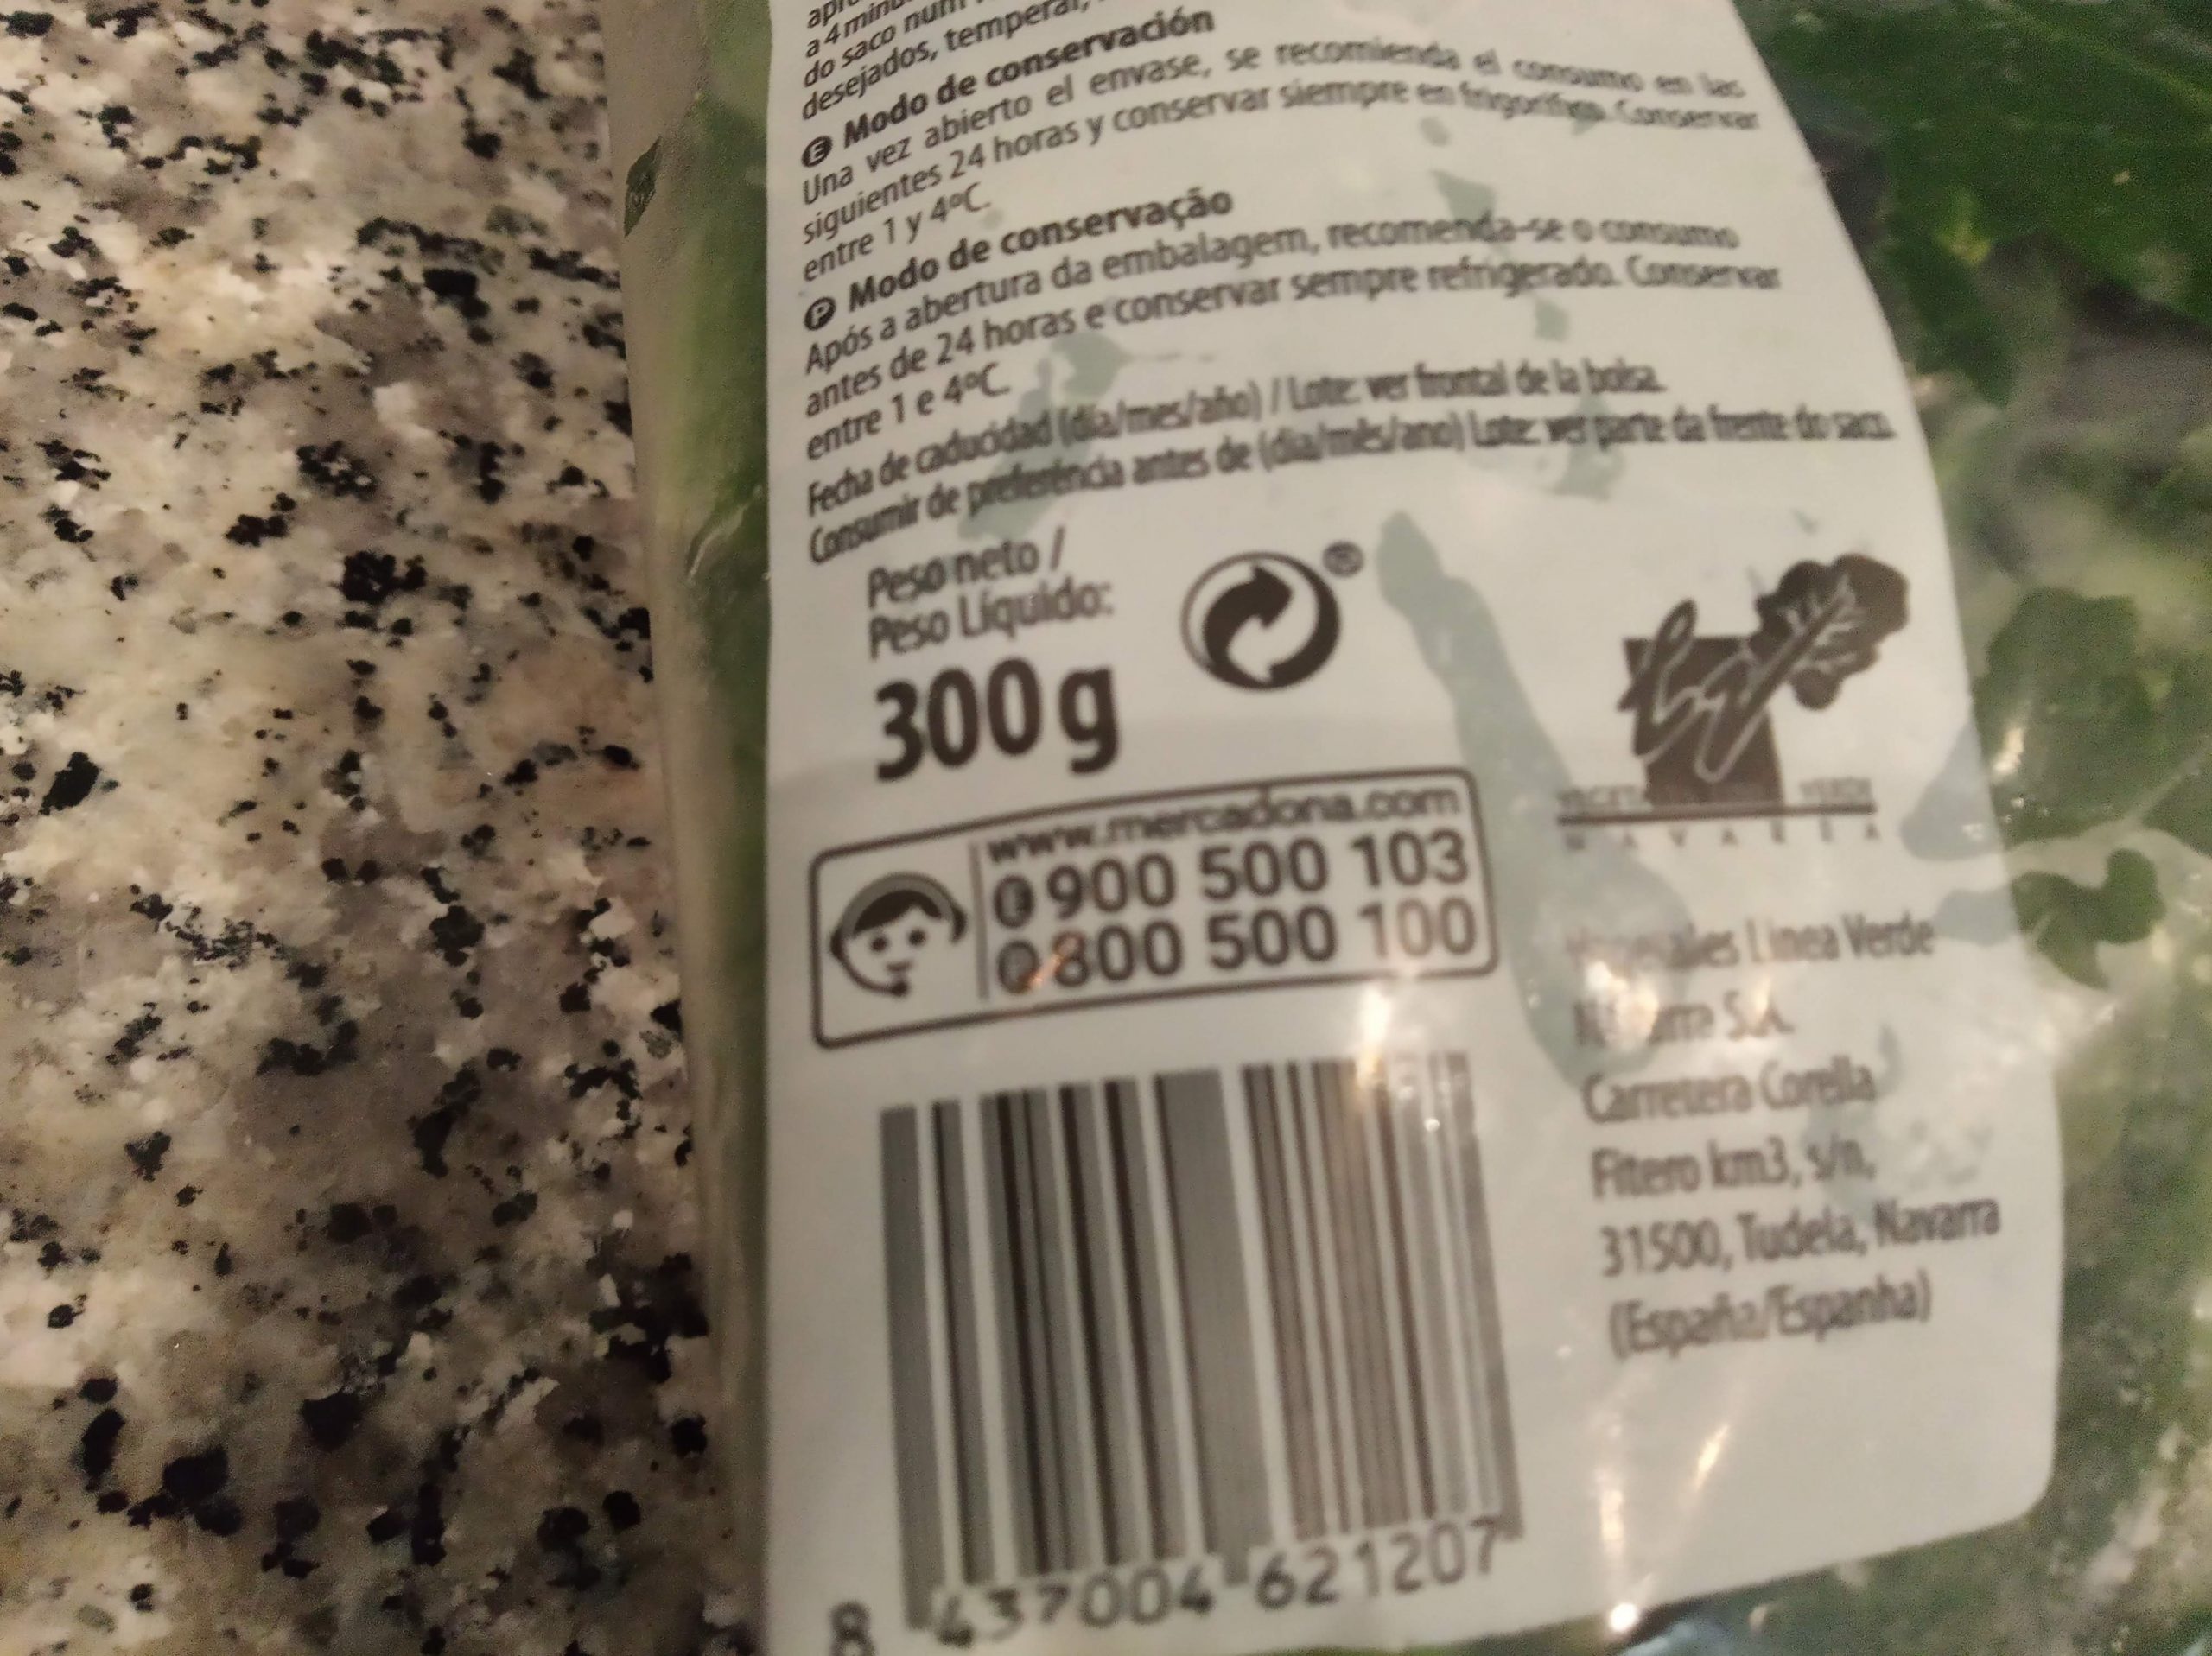 a 4 minu
do saco num
desejados, temperar,
E Modo de conservación
Una vez abierto el envase, se recomienda el consumo en las
siguientes 24 horas y conservar siempre en frigorífico. Conservar
entre 1 y 4ºC.
P Modo de conservação
Após a abertura da embalagem, recomenda-se o consumo
antes de 24 horas e conservar sempre refrigerado. Conservar
entre 1 e 4ºC.
Fecha de caducidad (día/mes/año) / Lote: ver frontal de la bolsa.
Consumir de preferência antes de (dia/mês/ano) Lote: ver parte da frente do saco.
Peso neto /
Peso Líquido:
300 g
®
www.mercadona.com
E 900 500 103
P 800 500 100
VERDE
NAVARRA
Linea Verde
S.A.
Carretera Corella
Fitero km3, s/n,
31500, Tudela, Navarra
(España/Espanha)
8 437004 621207